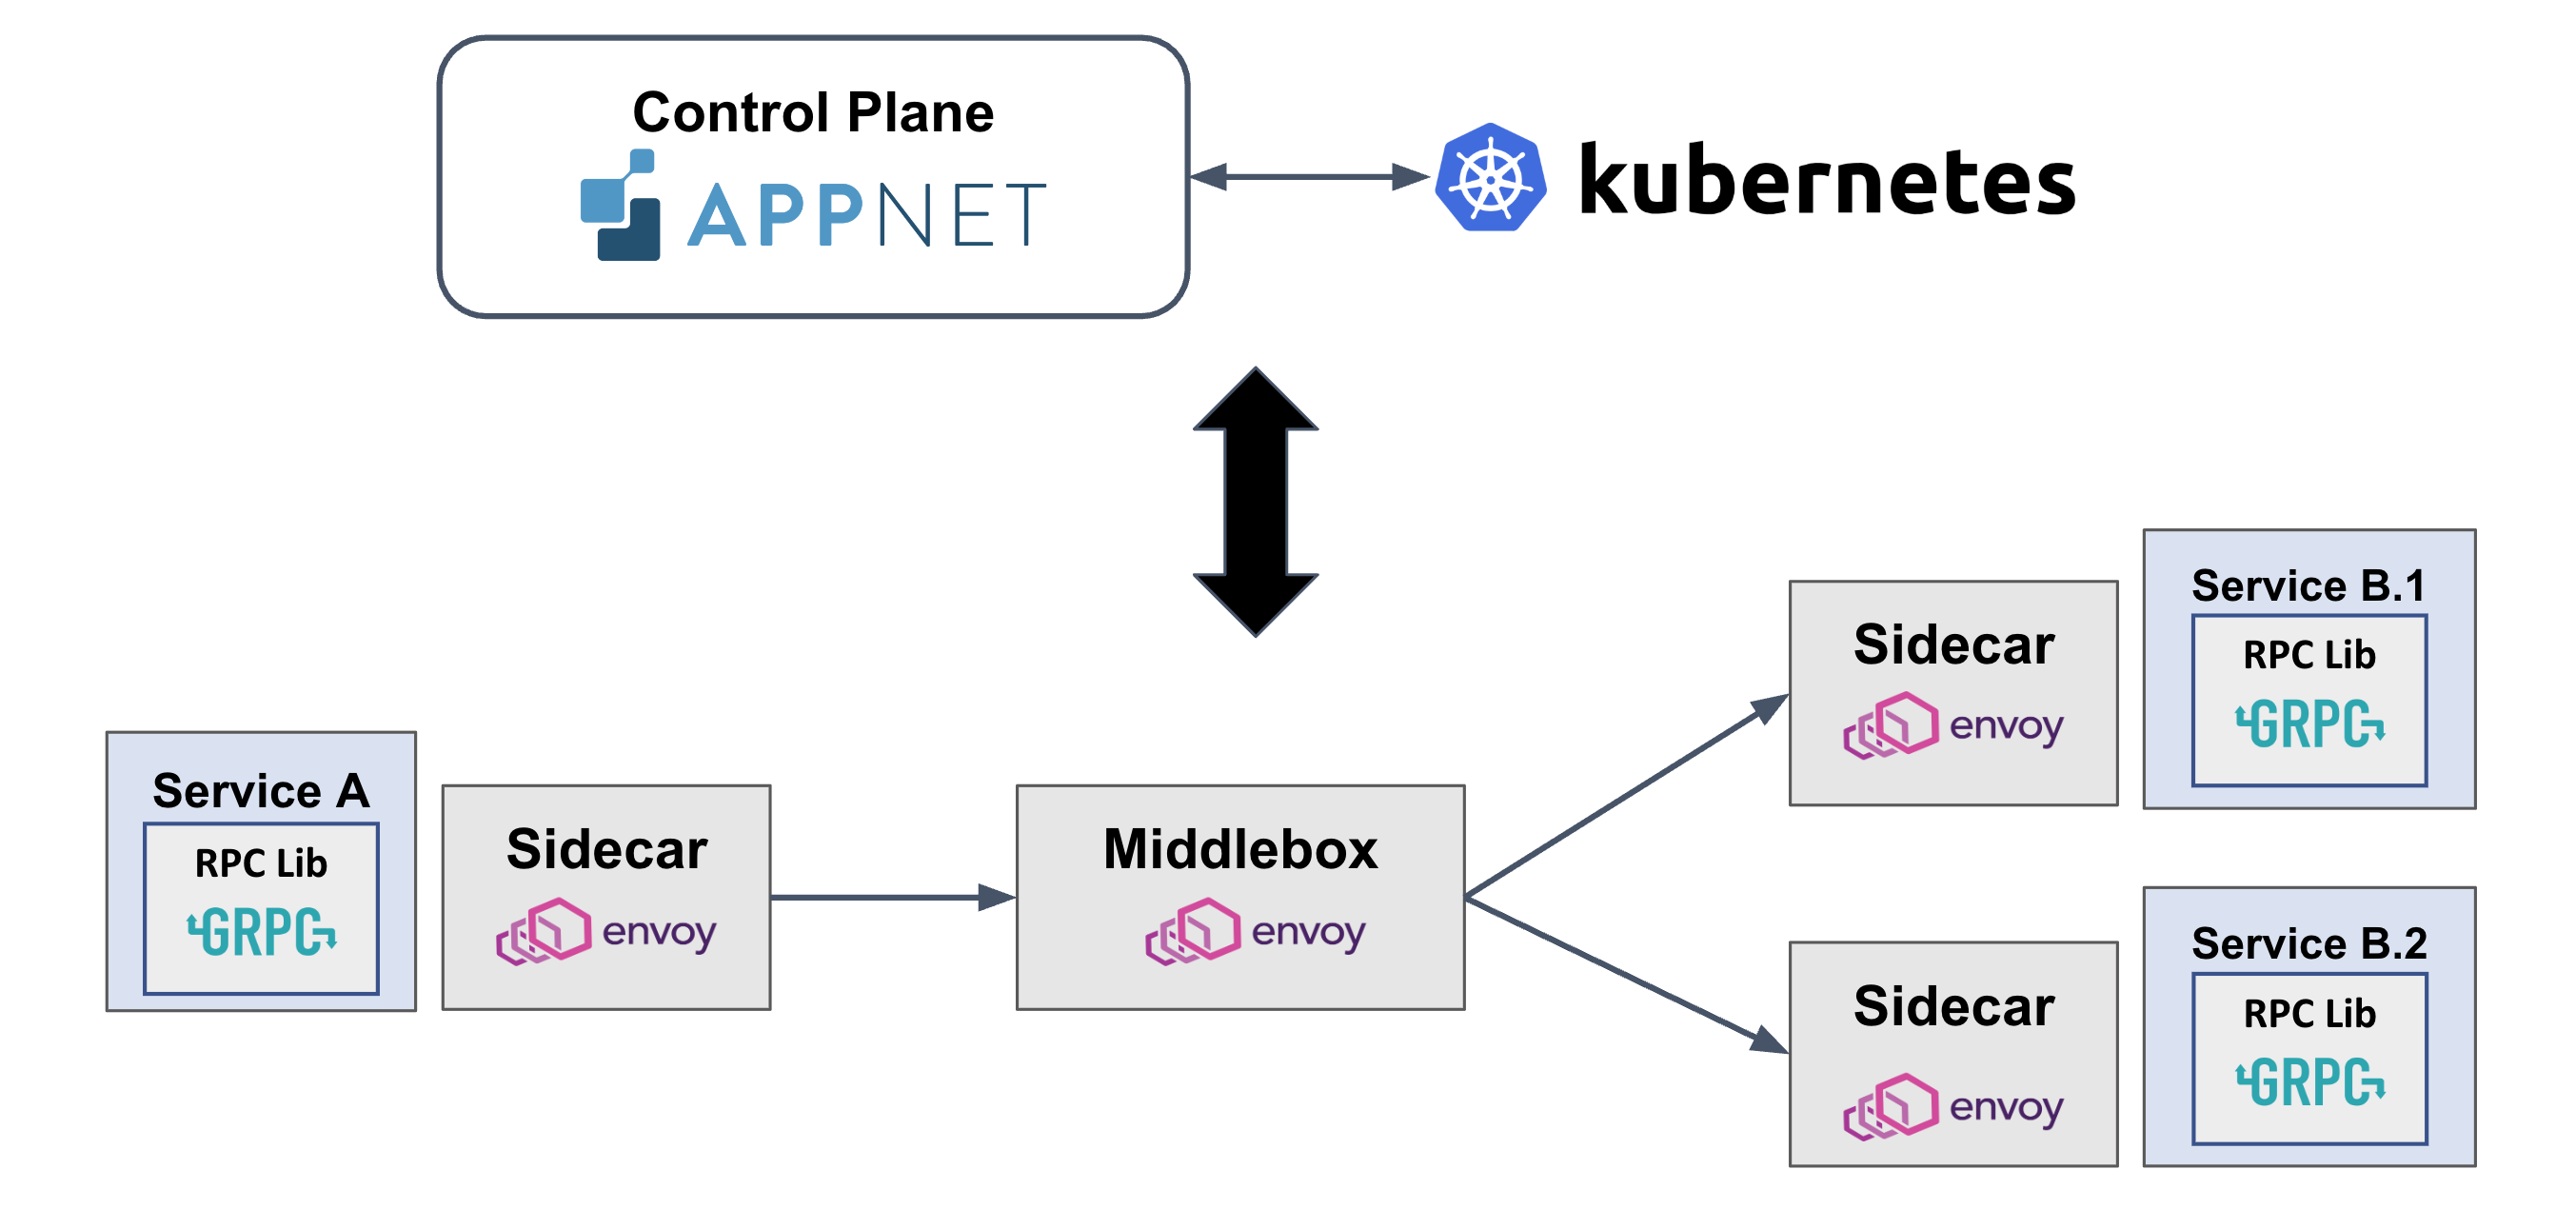 Control Plane
APPNET
kubernetes
Service B.1
RPC Lib
GRPC
Sidecar
envoy
Service A
RPC Lib
GRPC
Sidecar
envoy
Middlebox
envoy
Sidecar
envoy
Service B.2
RPC Lib
GRPC